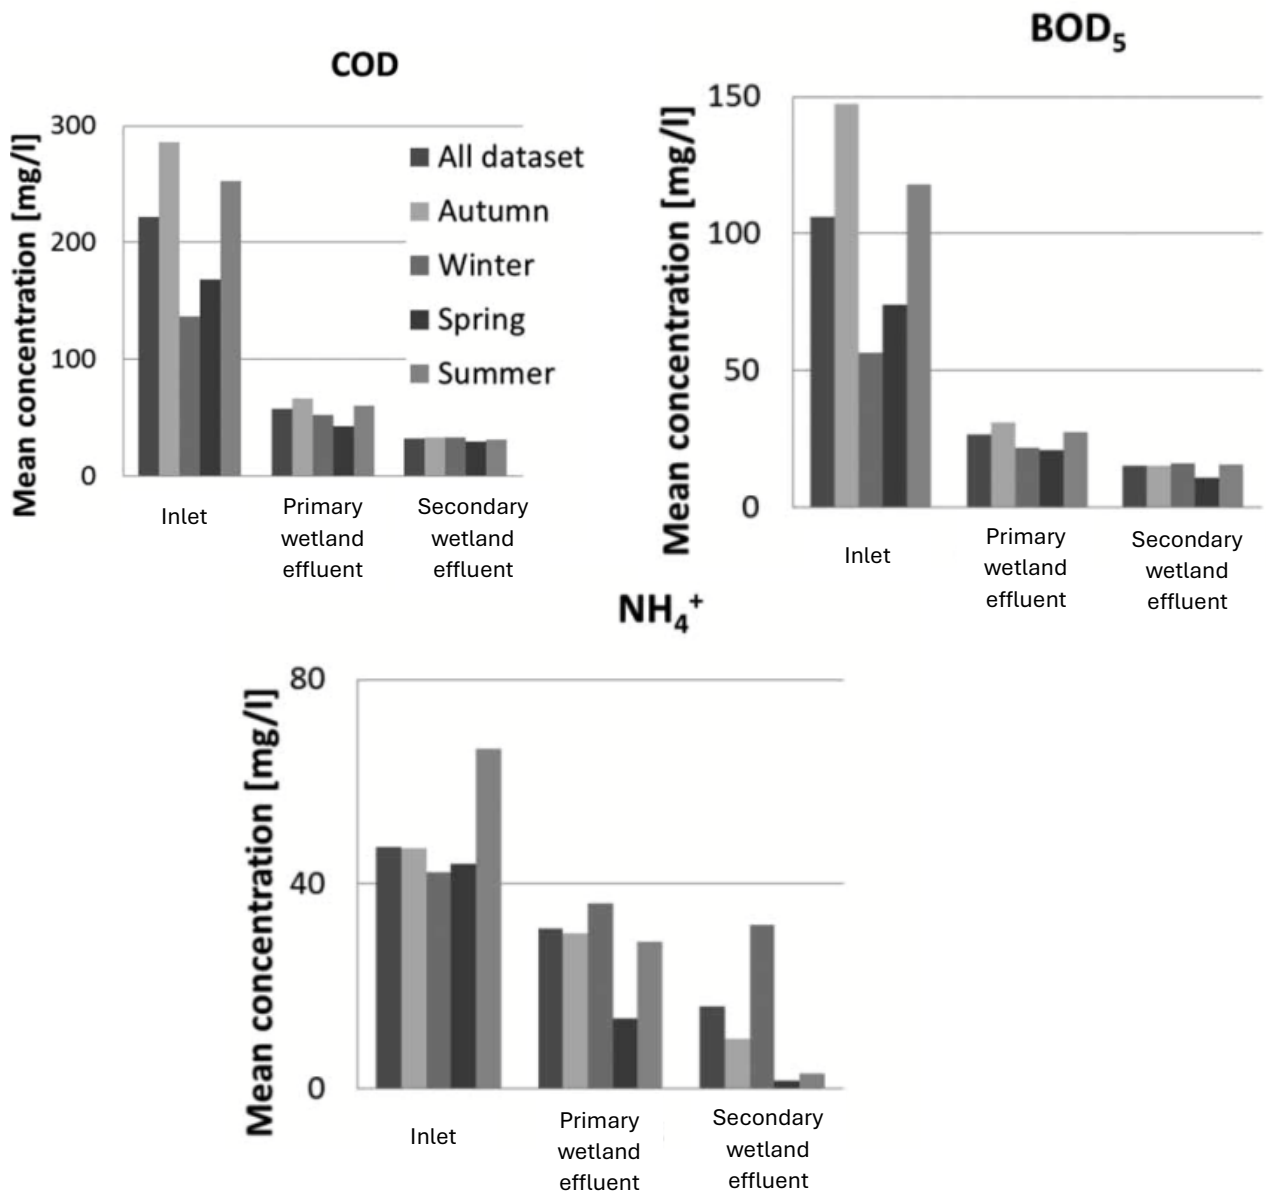 COD
Mean concentration [mg/l]
300
200
100
0
All dataset
Autumn
Winter
Spring
Summer
Inlet
Primary
wetland
effluent
Secondary
wetland
effluent
BOD₅
Mean concentration [mg/l]
150
100
50
0
Inlet
Primary
wetland
effluent
Secondary
wetland
effluent
NH₄⁺
Mean concentration [mg/l]
80
40
0
Inlet
Primary
wetland
effluent
Secondary
wetland
effluent